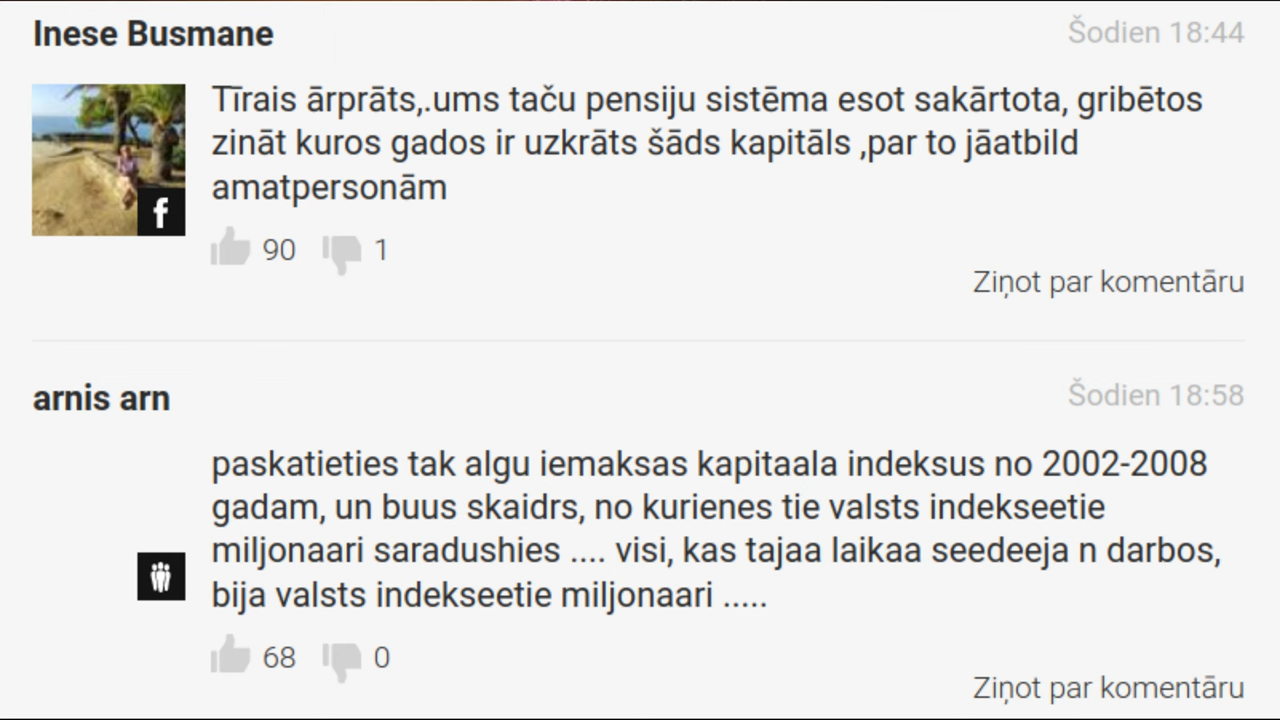 Inese Busmane
Šodien 18:44
Tīrais ārprāts,.ums taču pensiju sistēma esot sakārtota, gribētos
zināt kuros gados ir uzkrāts šāds kapitāls ,par to jāatbild
amatpersonām
90 1
Ziņot par komentāru
arnis arn
Šodien 18:58
paskatieties tak algu iemaksas kapitaala indeksus no 2002-2008
gadam, un buus skaidrs, no kurienes tie valsts indekseetie
miljonaari saradushies .... visi, kas tajaa laikaa seedeeja n darbos,
bija valsts indekseetie miljonaari .....
68 0
Ziņot par komentāru